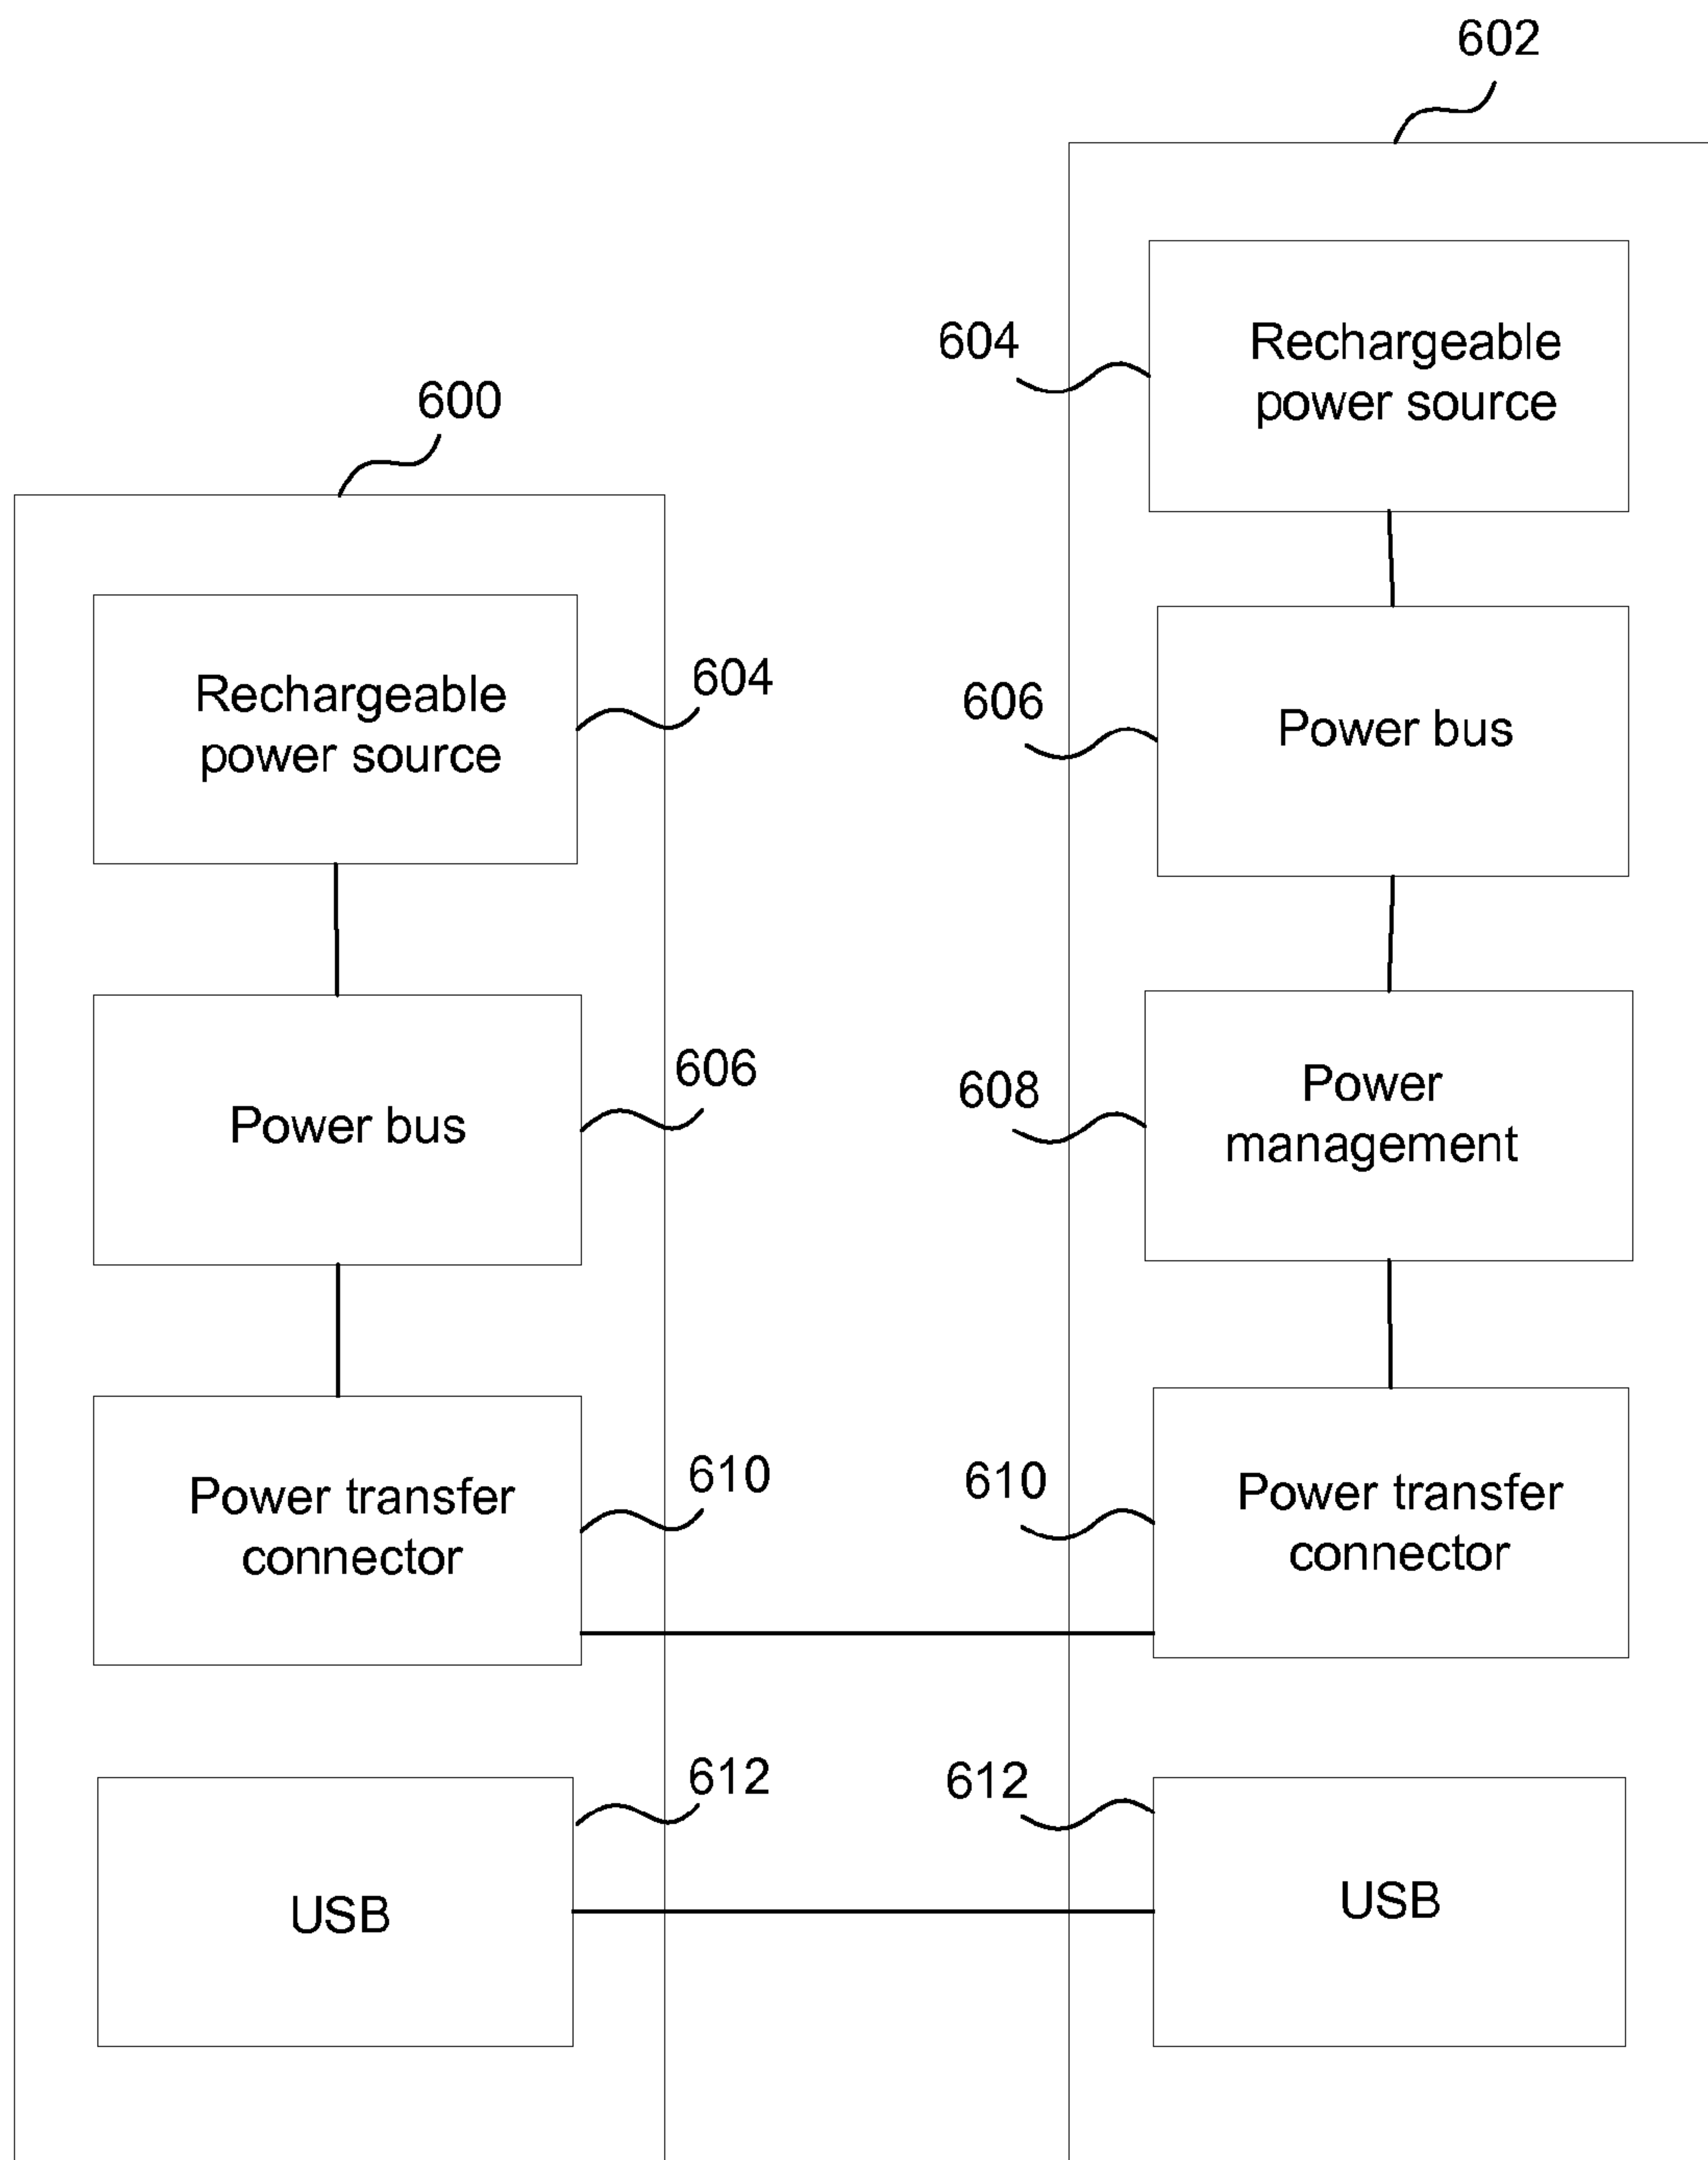 602
604
Rechargeable
power source
600
Rechargeable
power source
604
606
Power bus
606
Power bus
608
Power
management
610
Power transfer
connector
610
Power transfer
connector
612
USB
612
USB